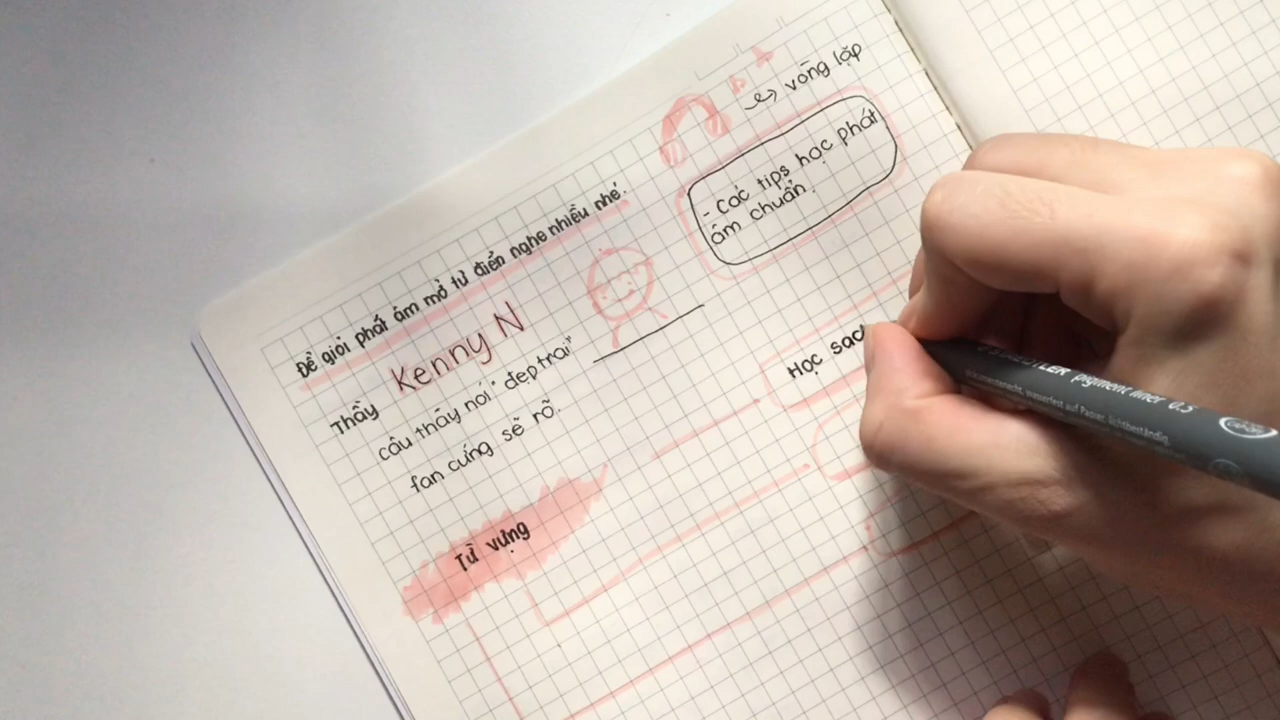 vòng lặp
- Các tips học phát
âm chuẩn.
Để giỏi phát âm mở từ điển nghe nhiều nhé.
Thầy Kenny N
câu thầy nói "đẹp trai"
fan cứng sẽ rõ.
Học sac
Từ vựng
STAEDTLER pigment liner 0.5